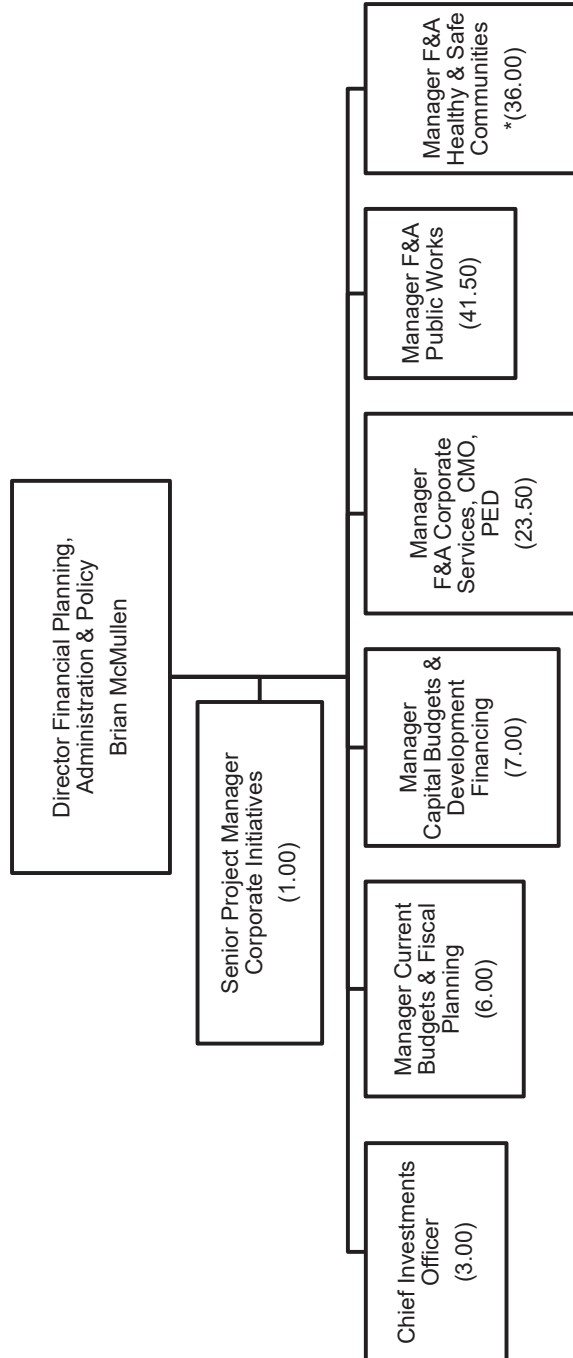 Director Financial Planning,
Administration & Policy
Brian McMullen
Senior Project Manager
Corporate Initiatives
(1.00)
Chief Investments
Officer
(3.00)
Manager Current
Budgets & Fiscal
Planning
(6.00)
Manager
Capital Budgets &
Development
Financing
(7.00)
Manager
F&A Corporate
Services, CMO,
PED
(23.50)
Manager F&A
Public Works
(41.50)
Manager F&A
Healthy & Safe
Communities
*(36.00)